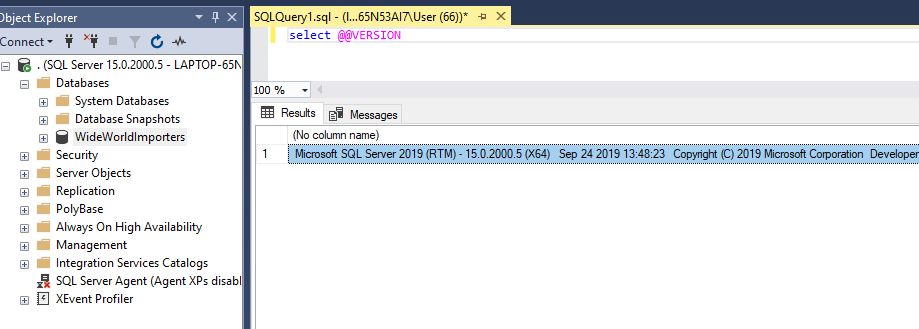 Object Explorer
Connect
. (SQL Server 15.0.2000.5 - LAPTOP-65N
Databases
System Databases
Database Snapshots
WideWorldImporters
Security
Server Objects
Replication
PolyBase
Always On High Availability
Management
Integration Services Catalogs
SQL Server Agent (Agent XPs disabl
XEvent Profiler
SQLQuery1.sql - (l...65N53AI7\User (66))*
select @@VERSION
100 %
Results
Messages
(No column name)
1 Microsoft SQL Server 2019 (RTM) - 15.0.2000.5 (X64) Sep 24 2019 13:48:23 Copyright (C) 2019 Microsoft Corporation Developer